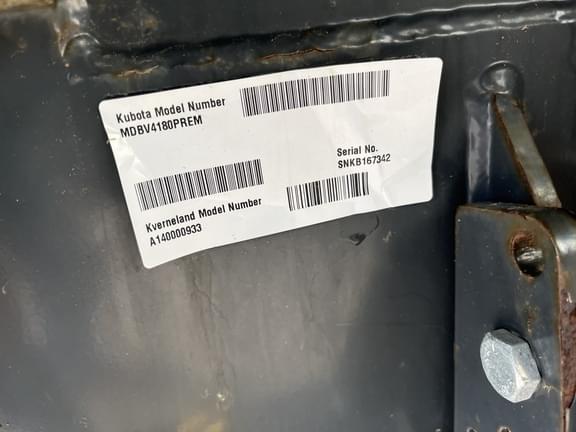 Kubota Model Number
MDBV4180PREM
Serial No.
SNKB167342
Kverneland Model Number
A140000933